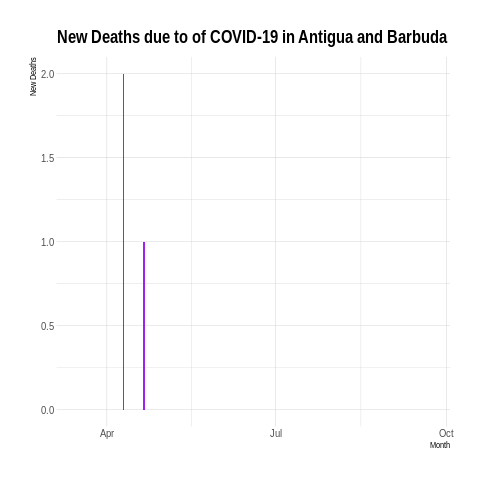 New Deaths due to of COVID-19 in Antigua and Barbuda
New Deaths
2.0
1.5
1.0
0.5
0.0
Apr Jul Oct
Month